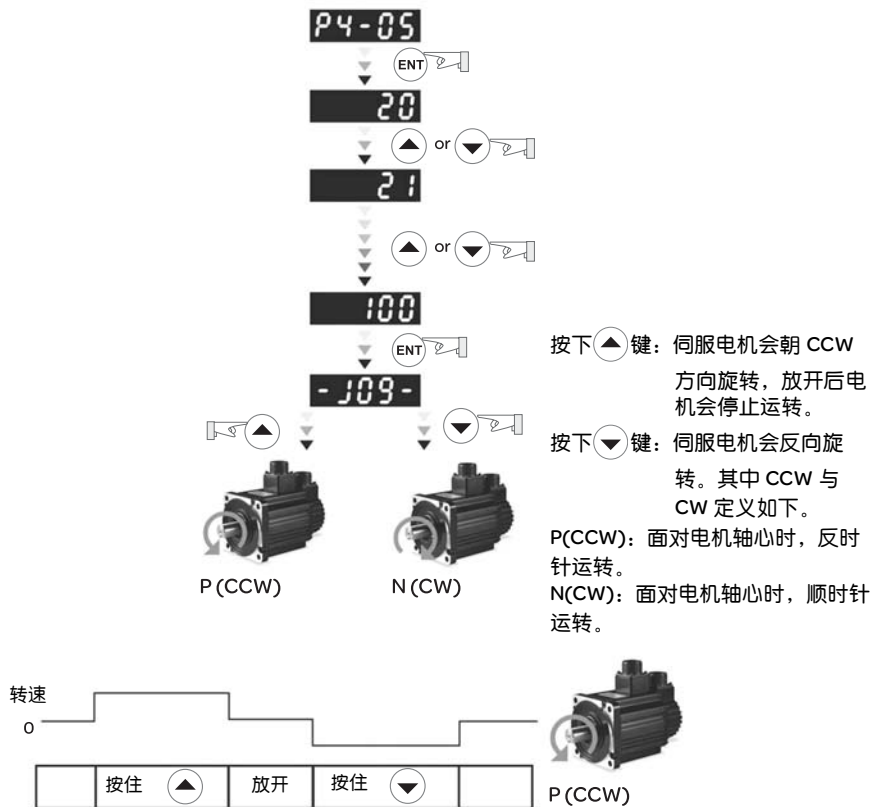 P4-05
ENT
20
or
21
or
100
ENT
-JOG-
P(CCW)
N(CW)
按下键：伺服电机会朝 CCW
方向旋转，放开后电
机会停止运转。
按下键：伺服电机会反向旋
转。其中 CCW 与
CW 定义如下。
P(CCW)：面对电机轴心时，反时
针运转。
N(CW)：面对电机轴心时，顺时针
运转。
转速
0
按住
放开
按住
P(CCW)